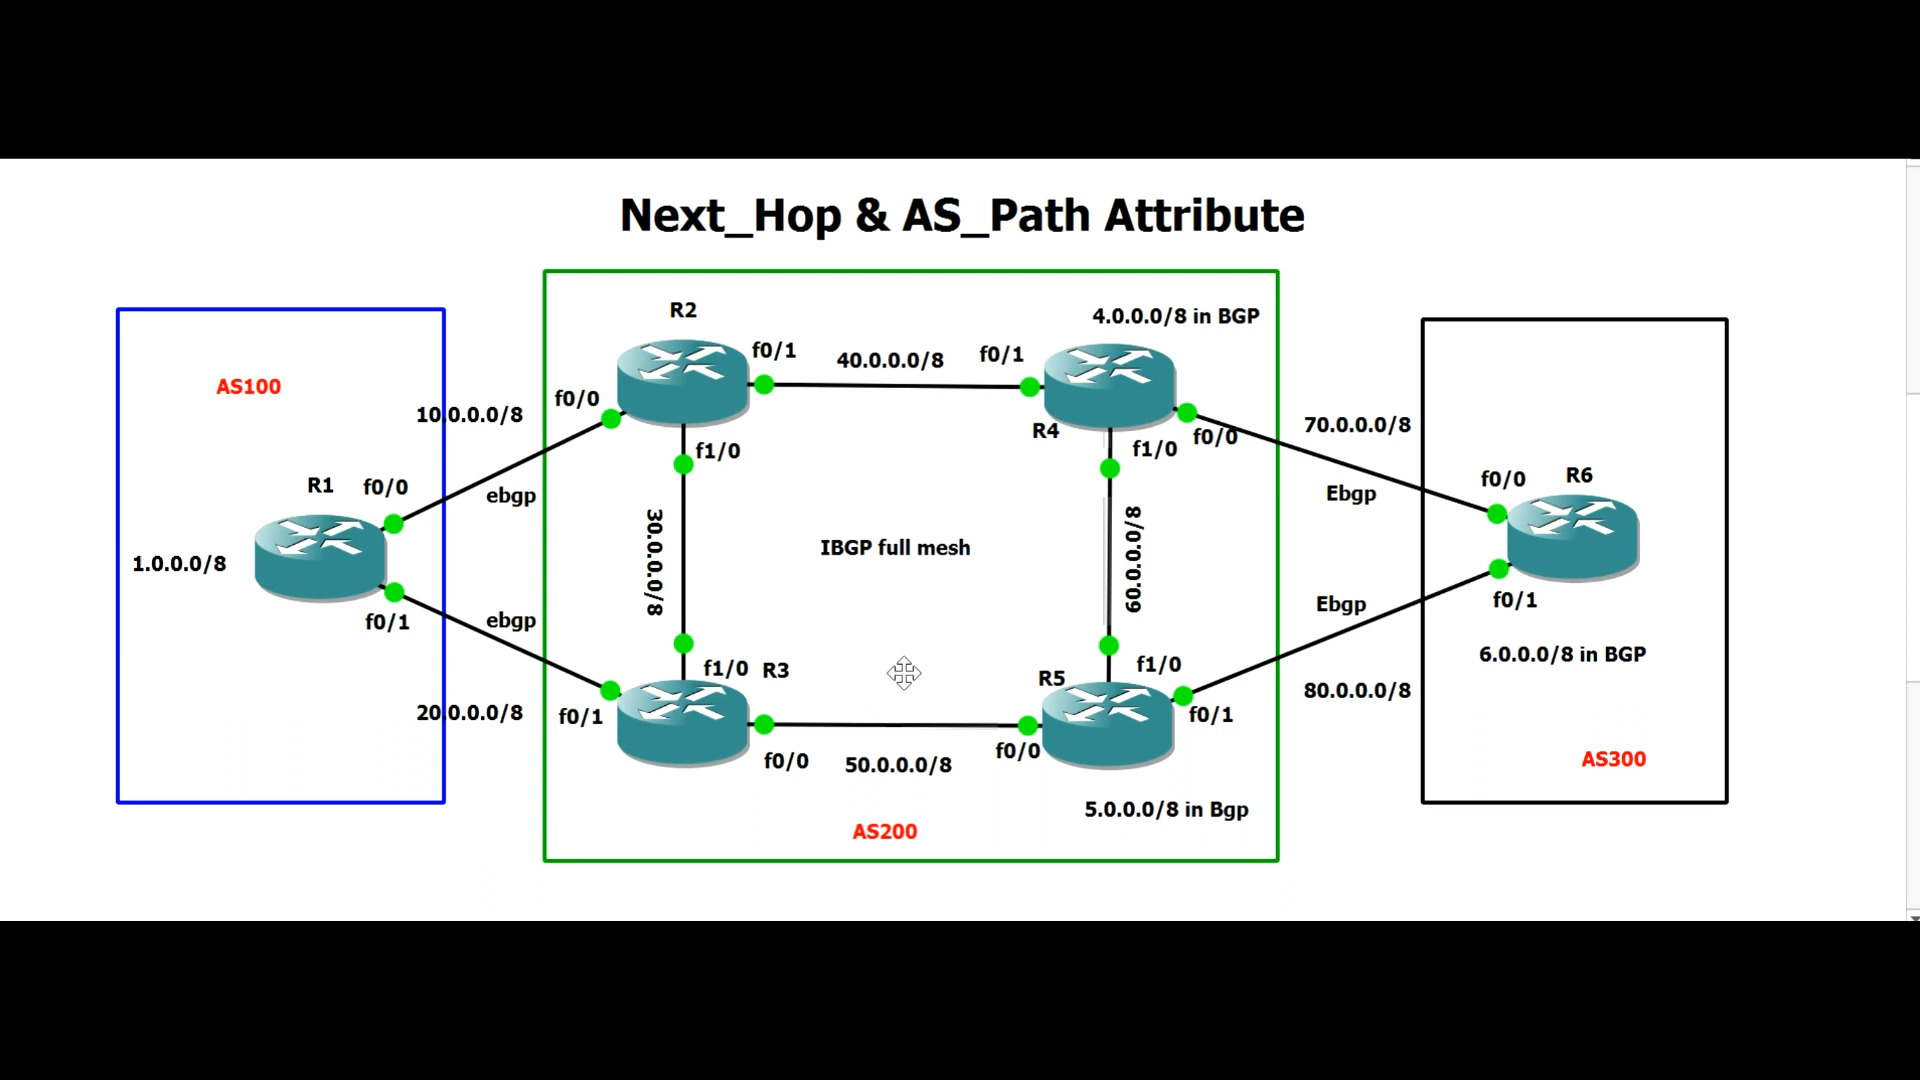 Next_Hop & AS_Path Attribute
R2
4.0.0.0/8 in BGP
f0/1
40.0.0.0/8
f0/1
AS100
10.0.0.0/8
f0/0
R4
f1/0
f1/0
f0/0
70.0.0.0/8
R1
f0/0
ebgp
Ebgp
f0/0
R6
30.0.0.0/8
IBGP full mesh
60.0.0.0/8
1.0.0.0/8
f0/1
ebgp
Ebgp
f0/1
6.0.0.0/8 in BGP
f1/0
R3
R5
f1/0
20.0.0.0/8
f0/1
f0/1
80.0.0.0/8
f0/0
50.0.0.0/8
f0/0
AS300
5.0.0.0/8 in Bgp
AS200